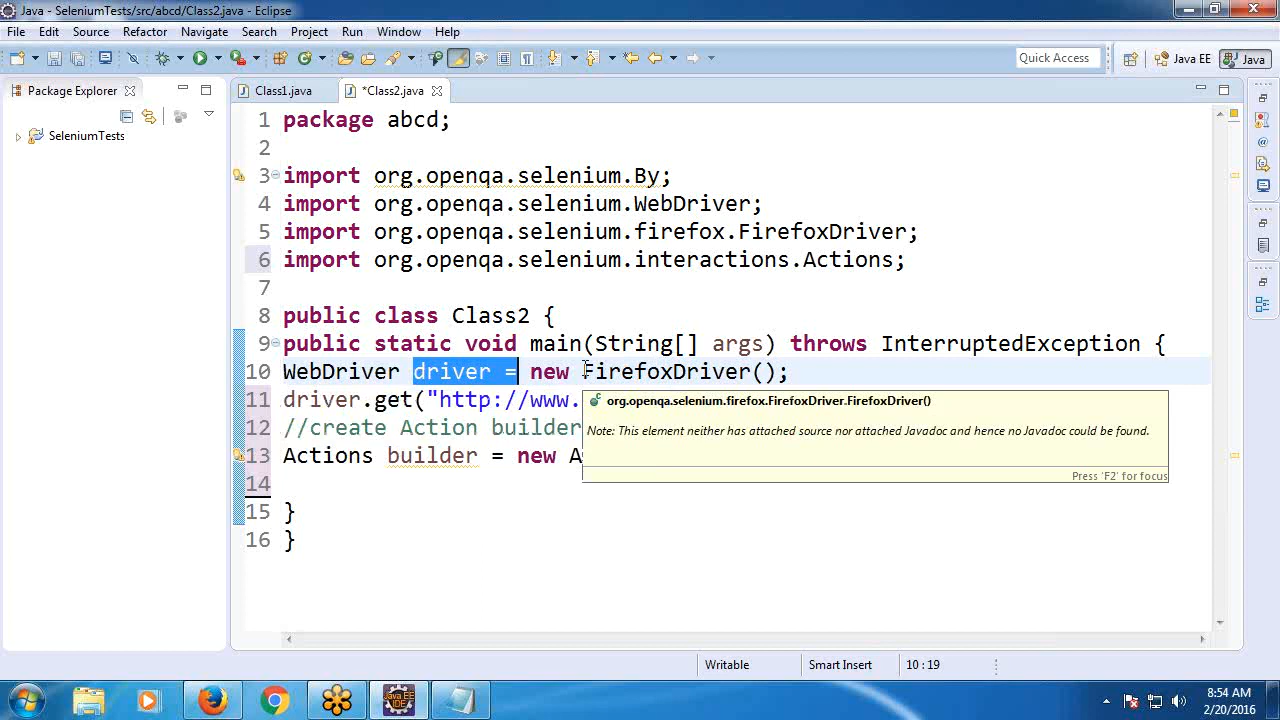 Java - SeleniumTests/src/abcd/Class2.java - Eclipse
File Edit Source Refactor Navigate Search Project Run Window Help
Quick Access
Java EE
Java
Package Explorer
Class1.java
*Class2.java
SeleniumTests
1 package abcd;
2
3 import org.openqa.selenium.By;
4 import org.openqa.selenium.WebDriver;
5 import org.openqa.selenium.firefox.FirefoxDriver;
6 import org.openqa.selenium.interactions.Actions;
7
8 public class Class2 {
9 public static void main(String[] args) throws InterruptedException {
10 WebDriver driver = new FirefoxDriver();
11 driver.get("http://www.
12 //create Action builder
13 Actions builder = new A
14
15 }
16 }
org.openqa.selenium.firefox.FirefoxDriver.FirefoxDriver()
Note: This element neither has attached source nor attached Javadoc and hence no Javadoc could be found.
Press 'F2' for focus
Writable
Smart Insert
10 : 19
Java EE
IDE
8:54 AM
2/20/2016